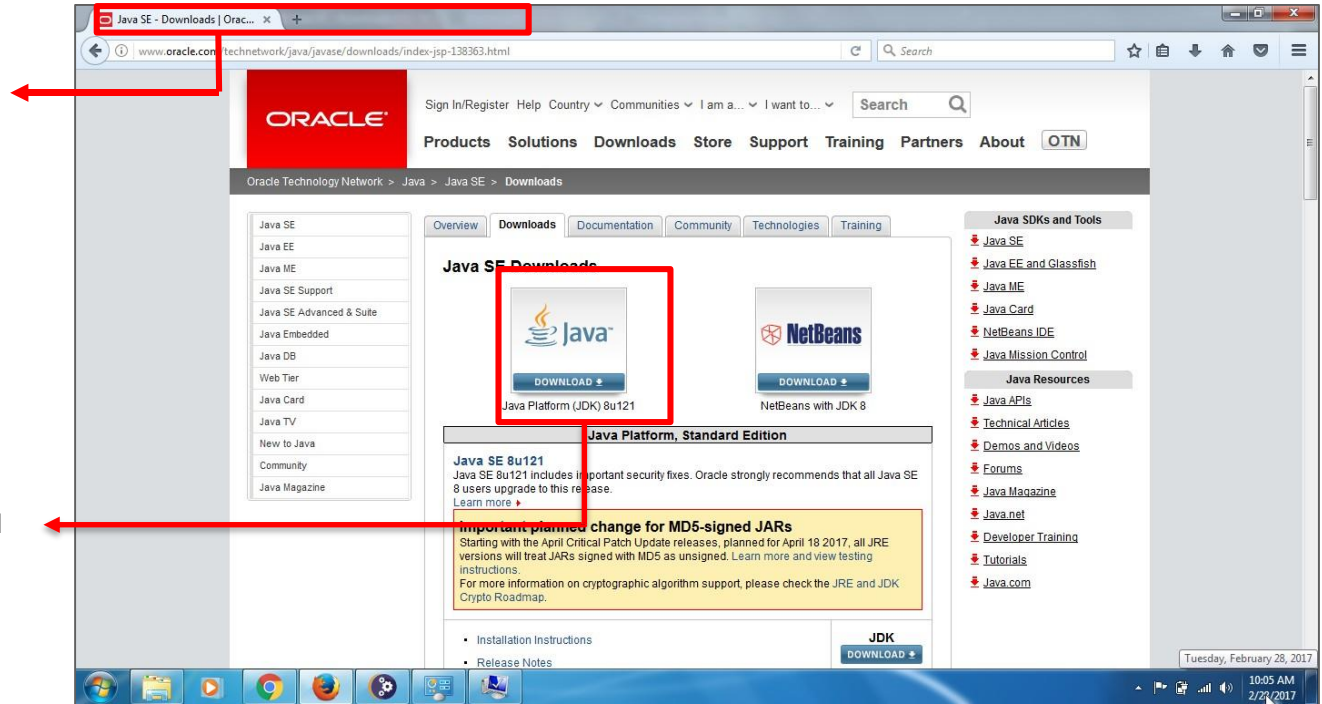 Java SE - Downloads | Orac... × +
www.oracle.com/technetwork/java/javase/downloads/index-jsp-138363.html Search
ORACLE
Sign In/Register Help Country Communities I am a... I want to... Search
Products Solutions Downloads Store Support Training Partners About OTN
Oracle Technology Network > Java > Java SE > Downloads
Java SE
Java EE
Java ME
Java SE Support
Java SE Advanced & Suite
Java Embedded
Java DB
Web Tier
Java Card
Java TV
New to Java
Community
Java Magazine
Overview Downloads Documentation Community Technologies Training
Java SE Downloads
Java
DOWNLOAD
Java Platform (JDK) 8u121
NetBeans
DOWNLOAD
NetBeans with JDK 8
Java Platform, Standard Edition
Java SE 8u121
Java SE 8u121 includes important security fixes. Oracle strongly recommends that all Java SE
8 users upgrade to this release.
Learn more
Important planned change for MD5-signed JARs
Starting with the April Critical Patch Update releases, planned for April 18 2017, all JRE
versions will treat JARs signed with MD5 as unsigned. Learn more and view testing
instructions.
For more information on cryptographic algorithm support, please check the JRE and JDK
Crypto Roadmap.
Installation Instructions
Release Notes
JDK
DOWNLOAD
Java SDKs and Tools
Java SE
Java EE and Glassfish
Java ME
Java Card
NetBeans IDE
Java Mission Control
Java Resources
Java APIs
Technical Articles
Demos and Videos
Forums
Java Magazine
Java.net
Developer Training
Tutorials
Java.com
Tuesday, February 28, 2017
10:05 AM